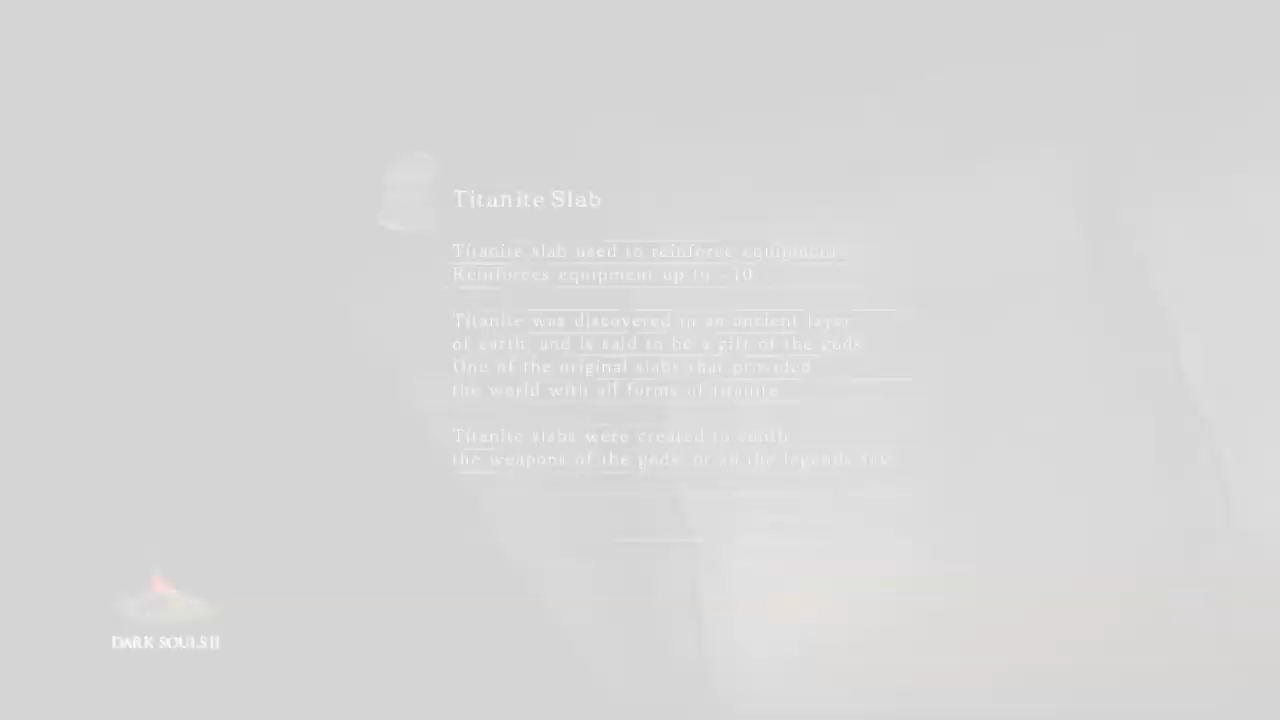 Titanite Slab
Titanite slab used to reinforce equipment
Reinforces equipment up to +10
Titanite was discovered in an ancient layer
of earth, and is said to be a gift of the gods
One of the original slabs that provided
the world with all forms of titanite
Titanite slabs were created to smith
the weapons of the gods, or so the legends say
DARK SOULS II